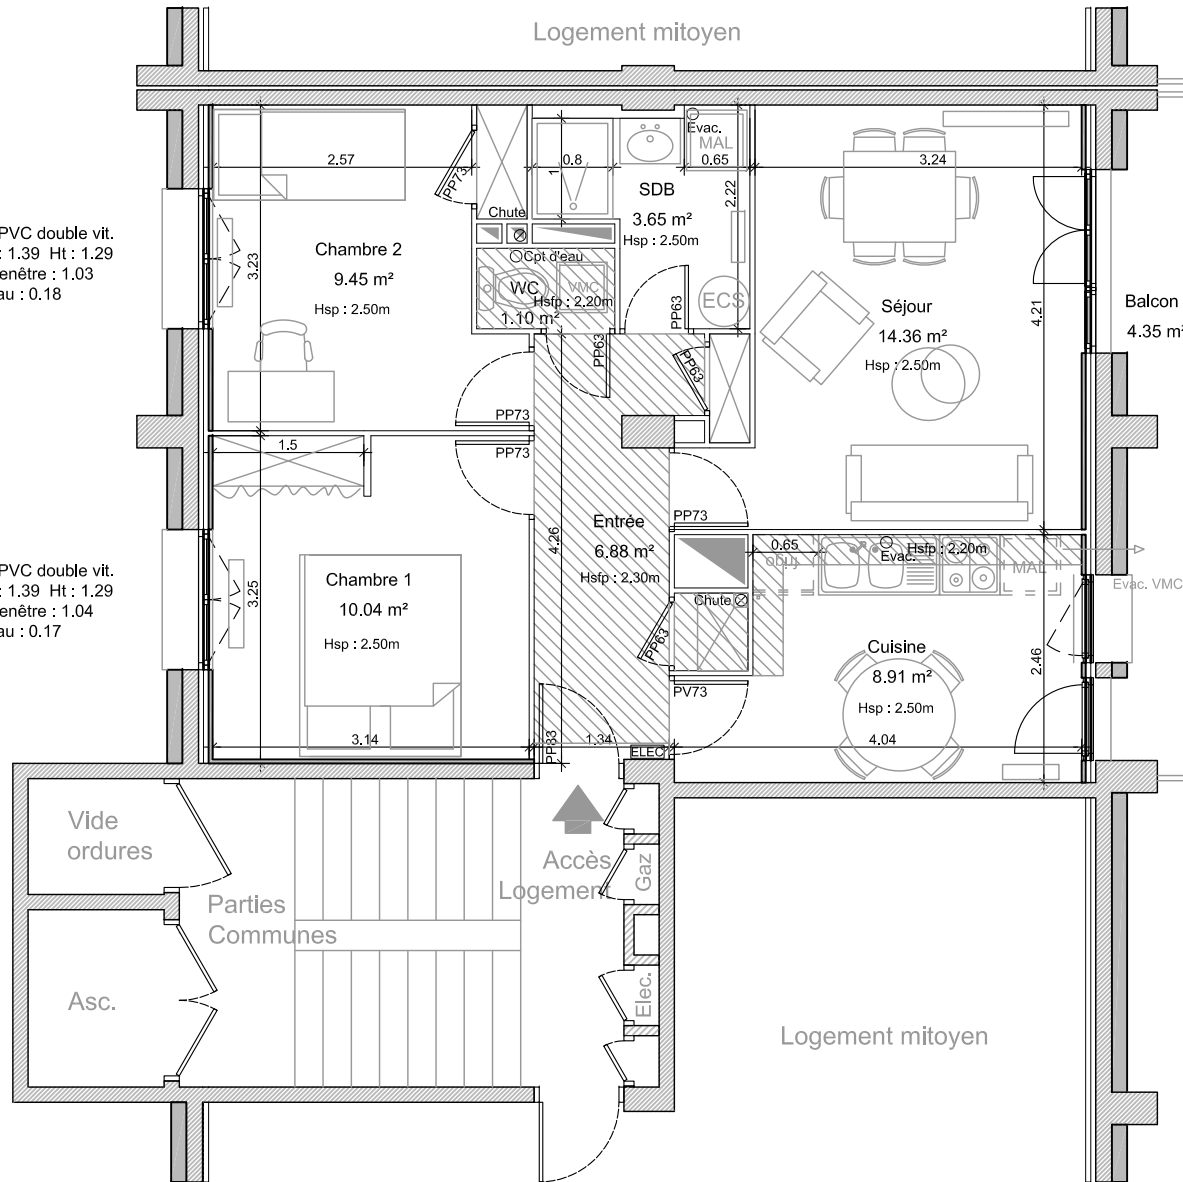 Logement mitoyen
Evac.
MAL
2.57
0.8
0.65
3.24
PP73
1
SDB
3.65 m²
Hsp : 2.50m
2.22
Chute
PVC double vit.
: 1.39 Ht : 1.29
enêtre : 1.03
au : 0.18
Chambre 2
9.45 m²
Hsp : 2.50m
3.23
Cpt d'eau
WC
VMC
Hsfp : 2.20m
1.10 m²
ECS
PP63
Séjour
14.36 m²
Hsp : 2.50m
4.21
Balcon
4.35 m²
PP63
PP63
PP73
PP73
1.5
PP73
Entrée
6.88 m²
Hsfp : 2.30m
4.26
0.65
Evac.
Hsfp : 2.20m
MAL
Evac. VMC
frigo
PVC double vit.
: 1.39 Ht : 1.29
enêtre : 1.04
au : 0.17
Chambre 1
10.04 m²
Hsp : 2.50m
3.25
Chute
PP63
Cuisine
8.91 m²
Hsp : 2.50m
2.46
PV73
3.14
PP83
1.34
ELEC
4.04
Vide
ordures
Accès
Logement
Gaz
Parties
Communes
Asc.
Elec.
Logement mitoyen